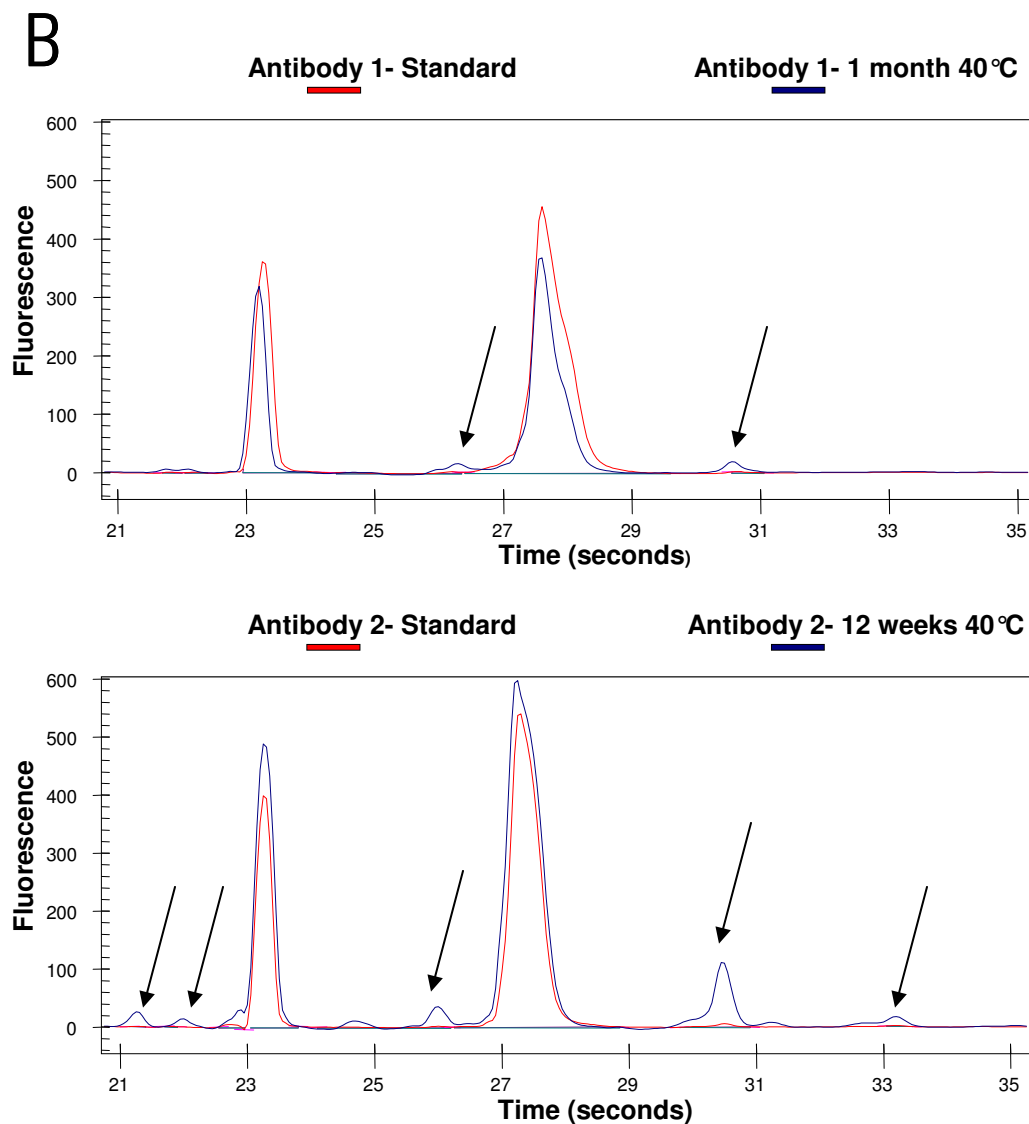 B
Antibody 1- Standard Antibody 1- 1 month 40°C
600
500
400
300
200
100
0
Fluorescence
21 23 25 27 29 31 33 35
Time (seconds)
Antibody 2- Standard Antibody 2- 12 weeks 40°C
600
500
400
300
200
100
0
Fluorescence
21 23 25 27 29 31 33 35
Time (seconds)